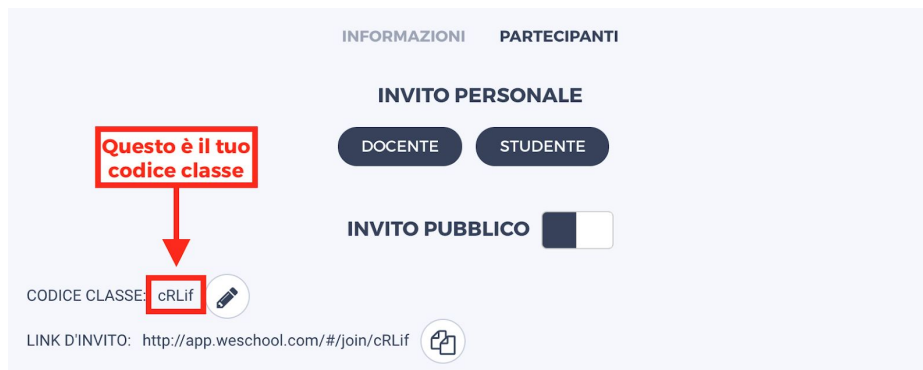 INFORMAZIONI PARTECIPANTI
INVITO PERSONALE
DOCENTE STUDENTE
Questo è il tuo
codice classe
INVITO PUBBLICO
CODICE CLASSE: cRLif
LINK D'INVITO: http://app.weschool.com/#/join/cRLif